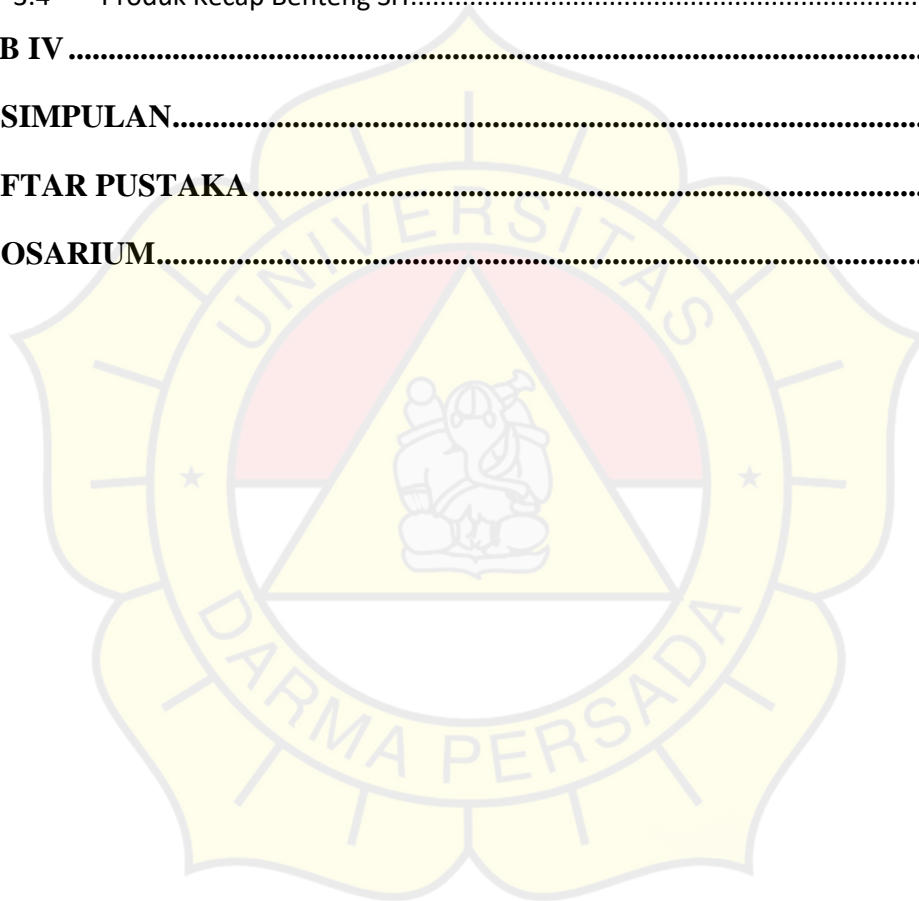 3.4 Produk Kecap Benteng SH........................................................................
B IV ........................................................................
SIMPULAN........................................................................
FTAR PUSTAKA ........................................................................
OSARIUM........................................................................
UNIVERSITAS
DARMA PERSADA